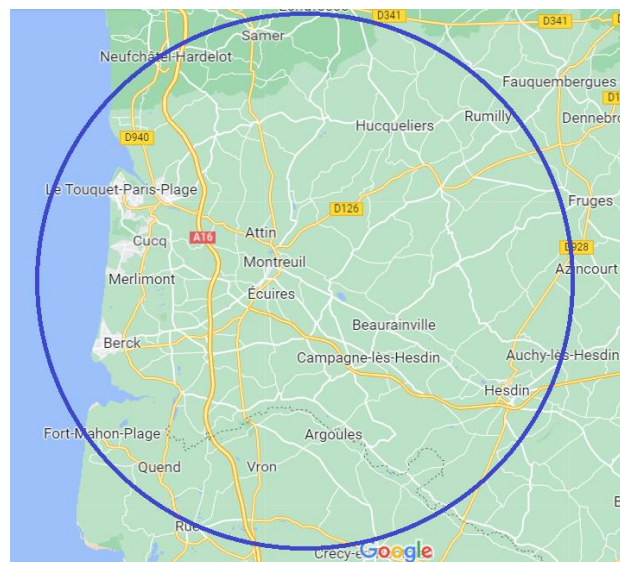 D341
D341
Samer
Neufchâtel-Hardelot
Fauquembergues
Rumilly
Hucqueliers
D940
Le Touquet-Paris-Plage
D126
Fruges
Attin
Cucq
A16
D928
Montreuil
Azincourt
Merlimont
Écuires
Beaurainville
Berck
Campagne-lès-Hesdin
Auchy-lès-Hesdin
Hesdin
Fort-Mahon-Plage
Argoules
Quend
Vron
Google